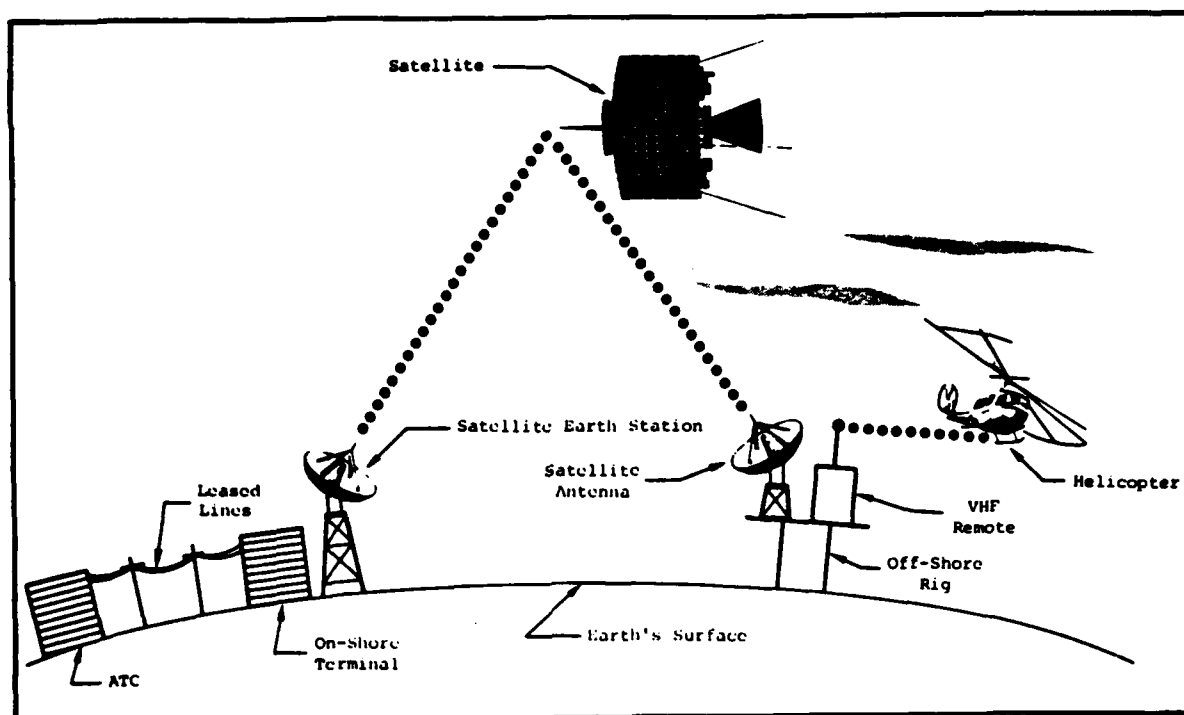 Satellite
Satellite Earth Station
Satellite
Antenna
Helicopter
Leased
Lines
VHF
Remote
Off-Shore
Rig
On-Shore
Terminal
Earth's Surface
ATC